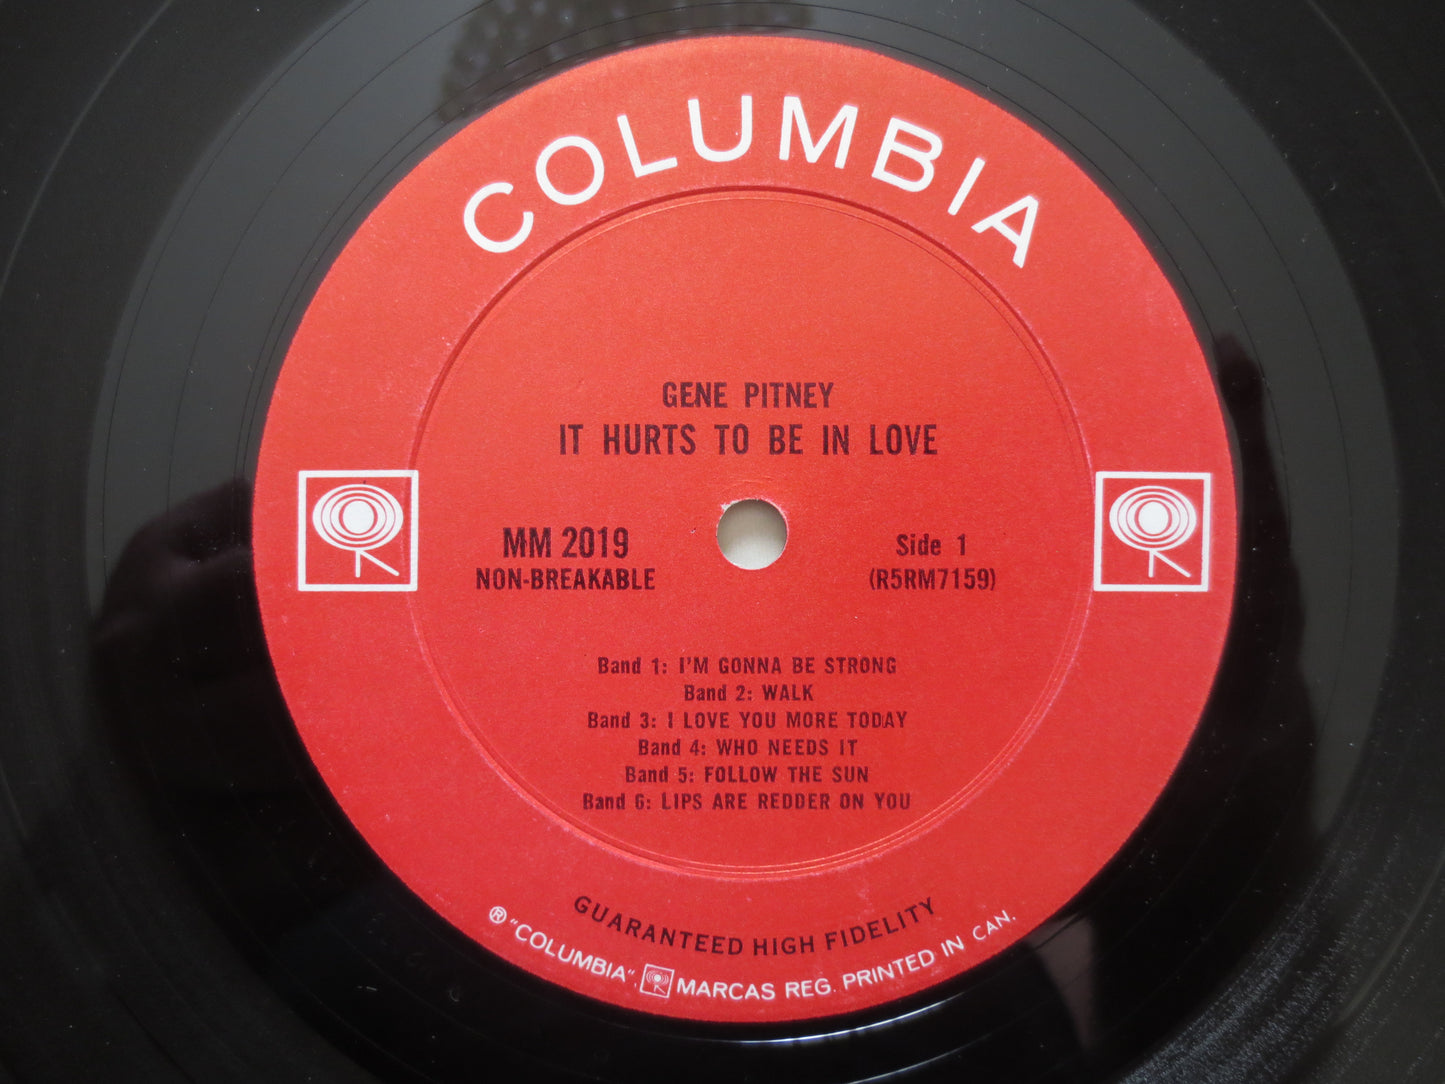 COLUMBIA
GENE PITNEY
IT HURTS TO BE IN LOVE
MM 2019
NON-BREAKABLE
Side 1
(R5RM7159)
Band 1: I'M GONNA BE STRONG
Band 2: WALK
Band 3: I LOVE YOU MORE TODAY
Band 4: WHO NEEDS IT
Band 5: FOLLOW THE SUN
Band 6: LIPS ARE REDDER ON YOU
GUARANTEED HIGH FIDELITY
® "COLUMBIA", MARCAS REG. PRINTED IN CAN.